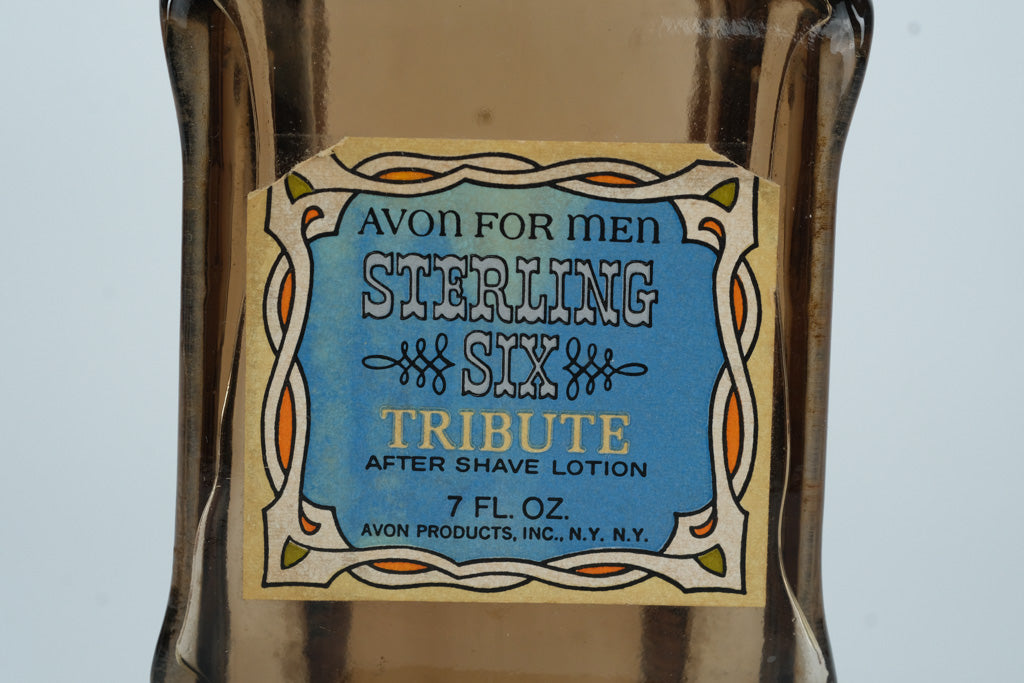 AVON FOR MEN
STERLING
SIX
TRIBUTE
AFTER SHAVE LOTION
7 FL. OZ.
AVON PRODUCTS, INC., N.Y. N.Y.